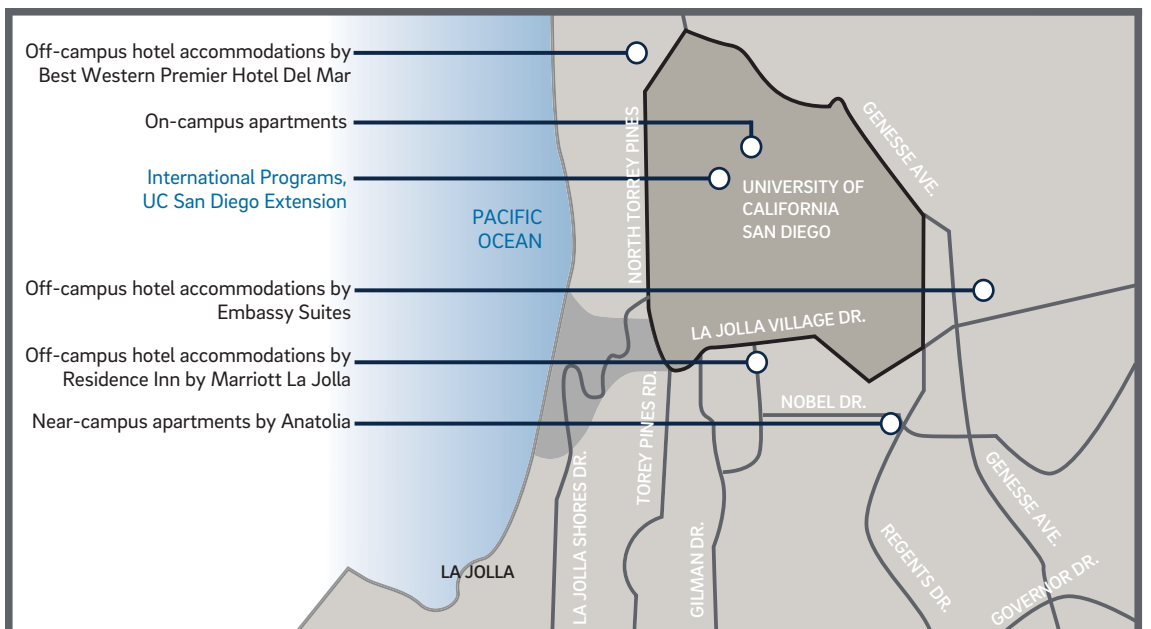 Off-campus hotel accommodations by
Best Western Premier Hotel Del Mar
On-campus apartments
International Programs,
UC San Diego Extension
PACIFIC
OCEAN
NORTH TORREY PINES
GENESSE AVE.
UNIVERSITY OF
CALIFORNIA
SAN DIEGO
Off-campus hotel accommodations by
Embassy Suites
LA JOLLA VILLAGE DR.
Off-campus hotel accommodations by
Residence Inn by Marriott La Jolla
NOBEL DR.
Near-campus apartments by Anatolia
TOREY PINES RD.
LA JOLLA SHORES DR.
GILMAN DR.
REGENTS DR.
GENESSE AVE.
GOVERNOR DR.
LA JOLLA